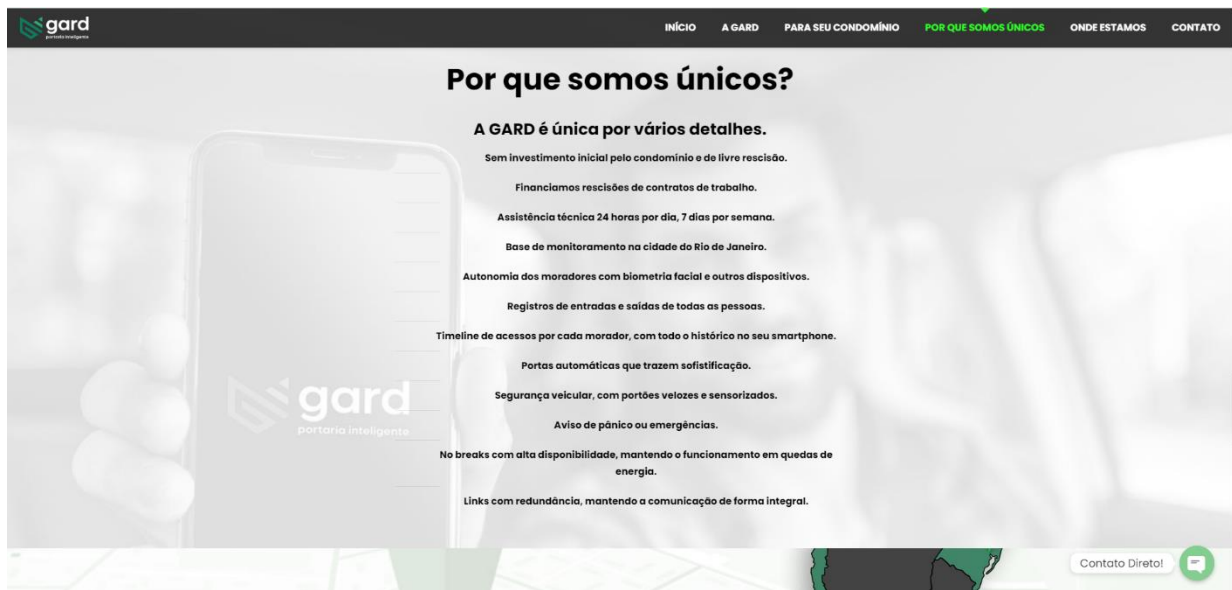 gard
portaria inteligente
INÍCIO
A GARD
PARA SEU CONDOMÍNIO
POR QUE SOMOS ÚNICOS
ONDE ESTAMOS
CONTATO
Por que somos únicos?
A GARD é única por vários detalhes.
Sem investimento inicial pelo condomínio e de livre rescisão.
Financiamos rescisões de contratos de trabalho.
Assistência técnica 24 horas por dia, 7 dias por semana.
Base de monitoramento na cidade do Rio de Janeiro.
Autonomia dos moradores com biometria facial e outros dispositivos.
Registros de entradas e saídas de todas as pessoas.
Timeline de acessos por cada morador, com todo o histórico no seu smartphone.
Portas automáticas que trazem sofistificação.
Segurança veicular, com portões velozes e sensorizados.
Aviso de pânico ou emergências.
No breaks com alta disponibilidade, mantendo o funcionamento em quedas de
energia.
Links com redundância, mantendo a comunicação de forma integral.
gard
portaria inteligente
Contato Direto!